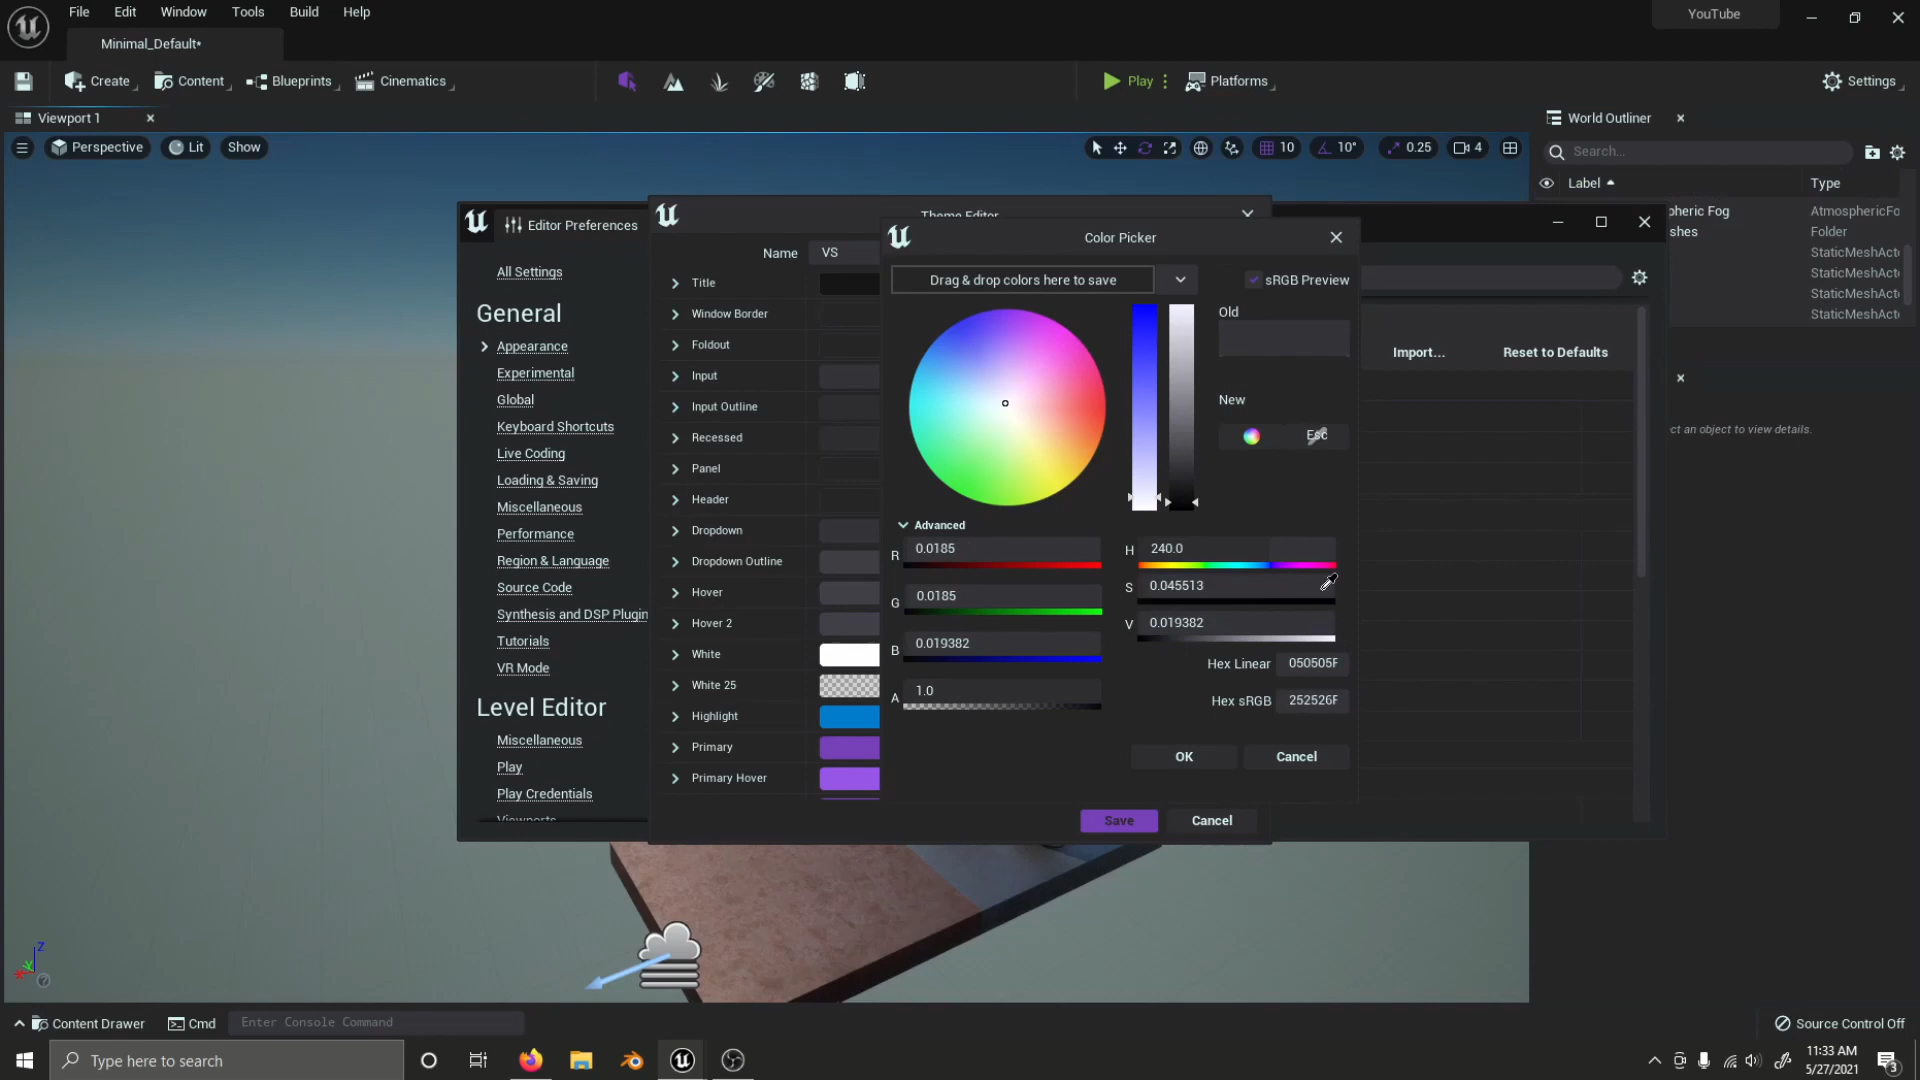 File Edit Window Tools Build Help
YouTube
Minimal_Default*
Create Content Blueprints Cinematics Play Platforms Settings
Viewport 1
World Outliner
Perspective Lit Show 10 10° 0.25 4
Search...
Label Type
pheric Fog AtmosphericFo
shes Folder
StaticMeshActo
StaticMeshActo
StaticMeshActo
StaticMeshActo
ct an object to view details.
Editor Preferences
All Settings
General
Appearance
Experimental
Global
Keyboard Shortcuts
Live Coding
Loading & Saving
Miscellaneous
Performance
Region & Language
Source Code
Synthesis and DSP Plugin
Tutorials
VR Mode
Level Editor
Miscellaneous
Play
Play Credentials
Viewports
Import... Reset to Defaults
Theme Editor
Name VS
Title
Window Border
Foldout
Input
Input Outline
Recessed
Panel
Header
Dropdown
Dropdown Outline
Hover
Hover 2
White
White 25
Highlight
Primary
Primary Hover
Save Cancel
Color Picker
Drag & drop colors here to save
sRGB Preview
Old
New
Esc
Advanced
R 0.0185
G 0.0185
B 0.019382
A 1.0
H 240.0
S 0.045513
V 0.019382
Hex Linear 050505F
Hex sRGB 252526F
OK Cancel
Z
Content Drawer Cmd Enter Console Command
Source Control Off
Type here to search
11:33 AM
5/27/2021
3